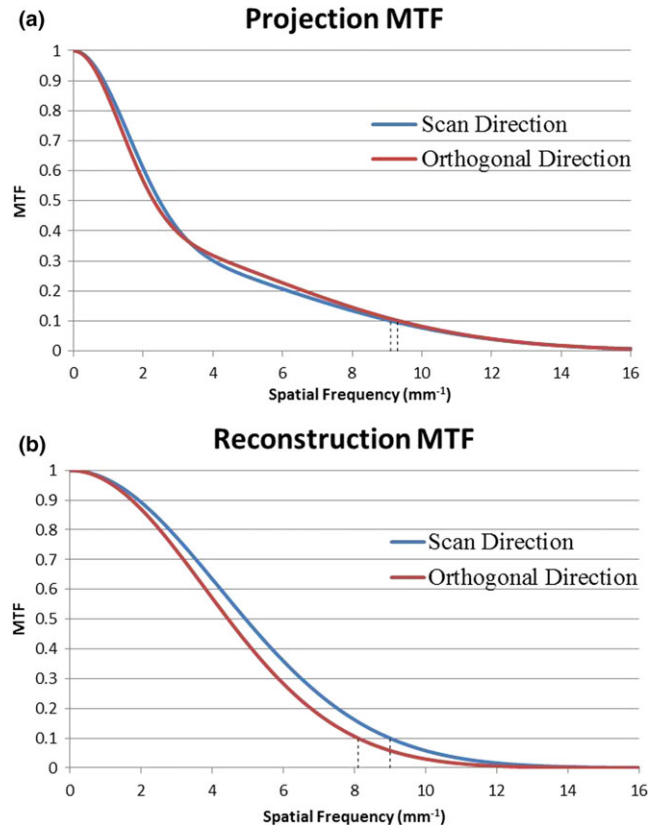 (a)
Projection MTF
1
0.9
0.8
0.7
0.6
0.5
0.4
0.3
0.2
0.1
0
MTF
Scan Direction
Orthogonal Direction
0 2 4 6 8 10 12 14 16
Spatial Frequency (mm-1)
(b)
Reconstruction MTF
1
0.9
0.8
0.7
0.6
0.5
0.4
0.3
0.2
0.1
0
MTF
Scan Direction
Orthogonal Direction
0 2 4 6 8 10 12 14 16
Spatial Frequency (mm-1)